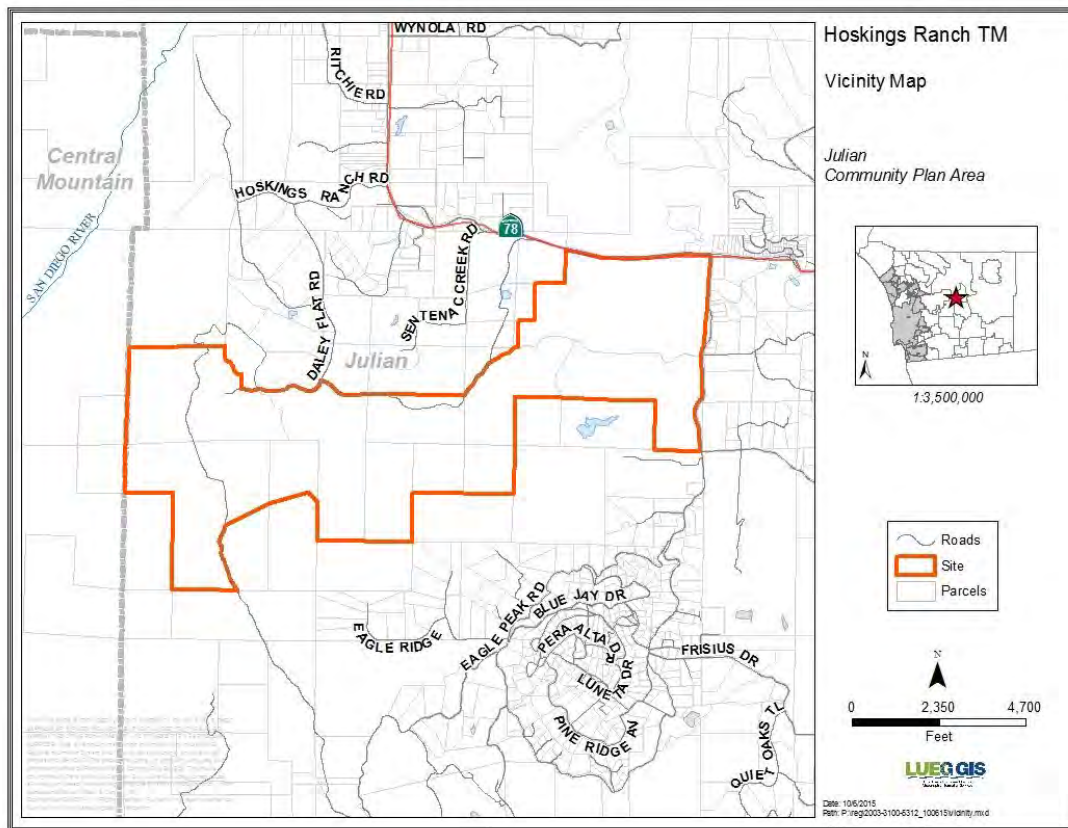 Hoskings Ranch TM
Vicinity Map
Julian
Community Plan Area
WYNOLA RD
RITCHIE RD
Central
Mountain
HOSKINGS RANCH RD
SAN DIEGO RIVER
78
SENTENAC CREEK RD
DALEY FLAT RD
Julian
N
1:3,500,000
Roads
Site
Parcels
EAGLE PEAK RD
BLUE JAY DR
EAGLE RIDGE
PERA ALTA DR
LUNETA DR
FRISIUS DR
PINE RIDGE AV
QUIET OAKS TL
N
0 2,350 4,700
Feet
LUEG GIS
Date: 10/6/2015